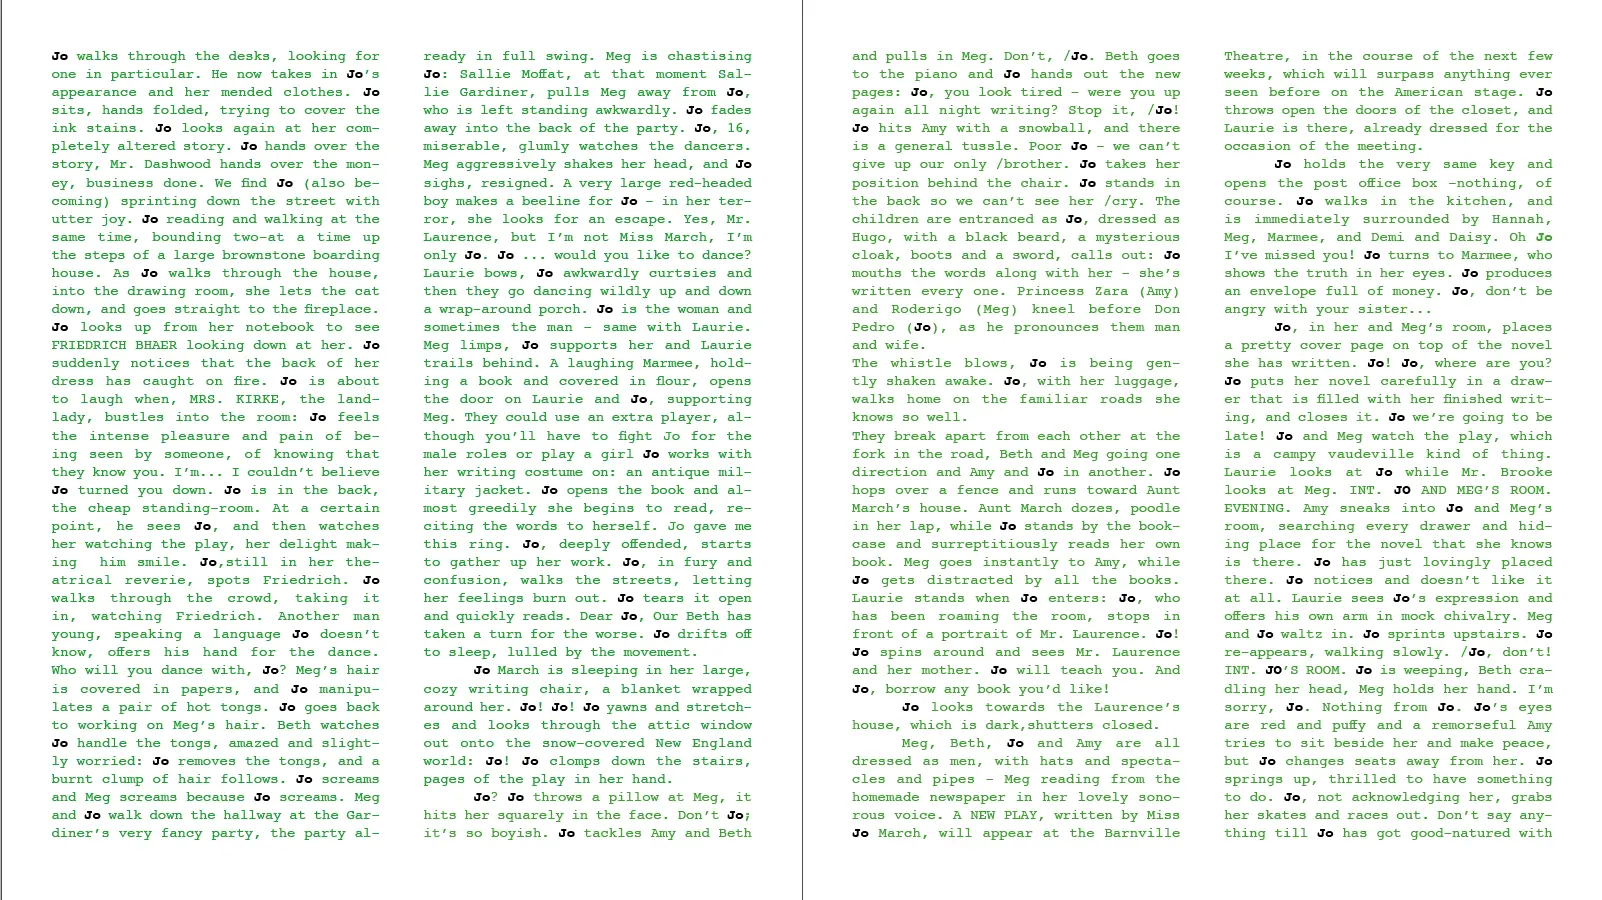 Jo walks through the desks, looking for
one in particular. He now takes in Jo's
appearance and her mended clothes. Jo
sits, hands folded, trying to cover the
ink stains. Jo looks again at her com-
pletely altered story. Jo hands over the
story, Mr. Dashwood hands over the mon-
ey, business done. We find Jo (also be-
coming) sprinting down the street with
utter joy. Jo reading and walking at the
same time, bounding two-at a time up
the steps of a large brownstone boarding
house. As Jo walks through the house,
into the drawing room, she lets the cat
down, and goes straight to the fireplace.
Jo looks up from her notebook to see
FRIEDRICH BHAER looking down at her. Jo
suddenly notices that the back of her
dress has caught on fire. Jo is about
to laugh when, MRS. KIRKE, the land-
lady, bustles into the room: Jo feels
the intense pleasure and pain of be-
ing seen by someone, of knowing that
they know you. I'm... I couldn't believe
Jo turned you down. Jo is in the back,
the cheap standing-room. At a certain
point, he sees Jo, and then watches
her watching the play, her delight mak-
ing him smile. Jo,still in her the-
atrical reverie, spots Friedrich. Jo
walks through the crowd, taking it
in, watching Friedrich. Another man
young, speaking a language Jo doesn't
know, offers his hand for the dance.
Who will you dance with, Jo? Meg's hair
is covered in papers, and Jo manipu-
lates a pair of hot tongs. Jo goes back
to working on Meg's hair. Beth watches
Jo handle the tongs, amazed and slight-
ly worried: Jo removes the tongs, and a
burnt clump of hair follows. Jo screams
and Meg screams because Jo screams. Meg
and Jo walk down the hallway at the Gar-
diner's very fancy party, the party al-
ready in full swing. Meg is chastising
Jo: Sallie Moffat, at that moment Sal-
lie Gardiner, pulls Meg away from Jo,
who is left standing awkwardly. Jo fades
away into the back of the party. Jo, 16,
miserable, glumly watches the dancers.
Meg aggressively shakes her head, and Jo
sighs, resigned. A very large red-headed
boy makes a beeline for Jo - in her ter-
ror, she looks for an escape. Yes, Mr.
Laurence, but I'm not Miss March, I'm
only Jo. Jo ... would you like to dance?
Laurie bows, Jo awkwardly curtsies and
then they go dancing wildly up and down
a wrap-around porch. Jo is the woman and
sometimes the man - same with Laurie.
Meg limps, Jo supports her and Laurie
trails behind. A laughing Marmee, hold-
ing a book and covered in flour, opens
the door on Laurie and Jo, supporting
Meg. They could use an extra player, al-
though you'll have to fight Jo for the
male roles or play a girl Jo works with
her writing costume on: an antique mil-
itary jacket. Jo opens the book and al-
most greedily she begins to read, re-
citing the words to herself. Jo gave me
this ring. Jo, deeply offended, starts
to gather up her work. Jo, in fury and
confusion, walks the streets, letting
her feelings burn out. Jo tears it open
and quickly reads. Dear Jo, Our Beth has
taken a turn for the worse. Jo drifts off
to sleep, lulled by the movement.
Jo March is sleeping in her large,
cozy writing chair, a blanket wrapped
around her. Jo! Jo! Jo yawns and stretch-
es and looks through the attic window
out onto the snow-covered New England
world: Jo! Jo clomps down the stairs,
pages of the play in her hand.
Jo? Jo throws a pillow at Meg, it
hits her squarely in the face. Don't Jo;
it's so boyish. Jo tackles Amy and Beth
and pulls in Meg. Don't, /Jo. Beth goes
to the piano and Jo hands out the new
pages: Jo, you look tired - were you up
again all night writing? Stop it, /Jo!
Jo hits Amy with a snowball, and there
is a general tussle. Poor Jo - we can't
give up our only /brother. Jo takes her
position behind the chair. Jo stands in
the back so we can't see her /cry. The
children are entranced as Jo, dressed as
Hugo, with a black beard, a mysterious
cloak, boots and a sword, calls out: Jo
mouths the words along with her - she's
written every one. Princess Zara (Amy)
and Roderigo (Meg) kneel before Don
Pedro (Jo), as he pronounces them man
and wife.
The whistle blows, Jo is being gen-
tly shaken awake. Jo, with her luggage,
walks home on the familiar roads she
knows so well.
They break apart from each other at the
fork in the road, Beth and Meg going one
direction and Amy and Jo in another. Jo
hops over a fence and runs toward Aunt
March's house. Aunt March dozes, poodle
in her lap, while Jo stands by the book-
case and surreptitiously reads her own
book. Meg goes instantly to Amy, while
Jo gets distracted by all the books.
Laurie stands when Jo enters: Jo, who
has been roaming the room, stops in
front of a portrait of Mr. Laurence. Jo!
Jo spins around and sees Mr. Laurence
and her mother. Jo will teach you. And
Jo, borrow any book you'd like!
Jo looks towards the Laurence's
house, which is dark,shutters closed.
Meg, Beth, Jo and Amy are all
dressed as men, with hats and specta-
cles and pipes - Meg reading from the
homemade newspaper in her lovely sono-
rous voice. A NEW PLAY, written by Miss
Jo March, will appear at the Barnville
Theatre, in the course of the next few
weeks, which will surpass anything ever
seen before on the American stage. Jo
throws open the doors of the closet, and
Laurie is there, already dressed for the
occasion of the meeting.
Jo holds the very same key and
opens the post office box -nothing, of
course. Jo walks in the kitchen, and
is immediately surrounded by Hannah,
Meg, Marmee, and Demi and Daisy. Oh Jo
I've missed you! Jo turns to Marmee, who
shows the truth in her eyes. Jo produces
an envelope full of money. Jo, don't be
angry with your sister...
Jo, in her and Meg's room, places
a pretty cover page on top of the novel
she has written. Jo! Jo, where are you?
Jo puts her novel carefully in a draw-
er that is filled with her finished writ-
ing, and closes it. Jo we're going to be
late! Jo and Meg watch the play, which
is a campy vaudeville kind of thing.
Laurie looks at Jo while Mr. Brooke
looks at Meg. INT. JO AND MEG'S ROOM.
EVENING. Amy sneaks into Jo and Meg's
room, searching every drawer and hid-
ing place for the novel that she knows
is there. Jo has just lovingly placed
there. Jo notices and doesn't like it
at all. Laurie sees Jo's expression and
offers his own arm in mock chivalry. Meg
and Jo waltz in. Jo sprints upstairs. Jo
re-appears, walking slowly. /Jo, don't!
INT. JO'S ROOM. Jo is weeping, Beth cra-
dling her head, Meg holds her hand. I'm
sorry, Jo. Nothing from Jo. Jo's eyes
are red and puffy and a remorseful Amy
tries to sit beside her and make peace,
but Jo changes seats away from her. Jo
springs up, thrilled to have something
to do. Jo, not acknowledging her, grabs
her skates and races out. Don't say any-
thing till Jo has got good-natured with